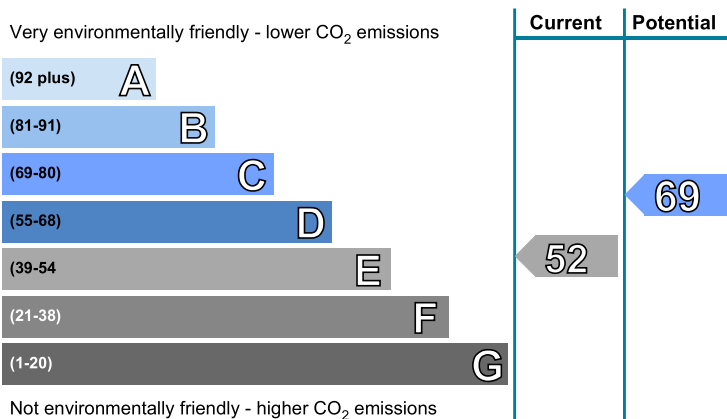 Very environmentally friendly - lower CO2 emissions
Current
Potential
(92 plus) A
(81-91) B
(69-80) C
69
(55-68) D
52
(39-54 E
(21-38) F
(1-20) G
Not environmentally friendly - higher CO2 emissions